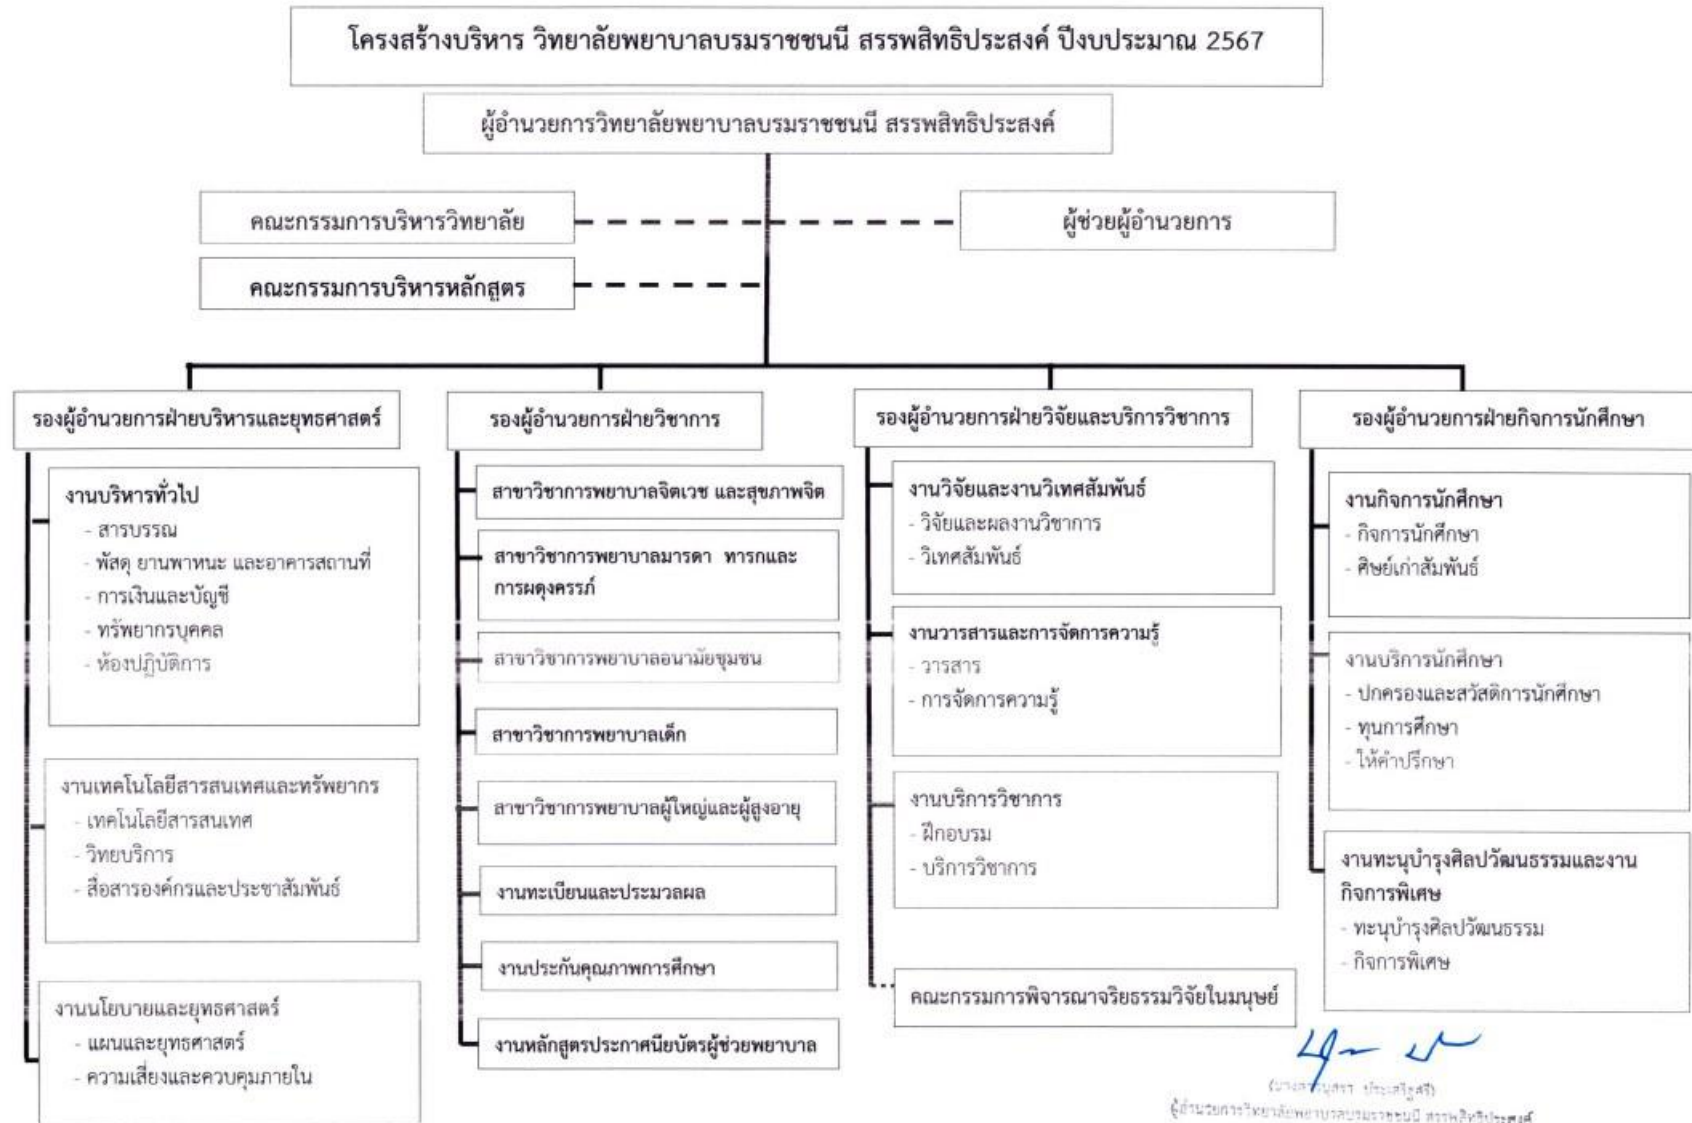 โครงสร้างบริหาร วิทยาลัยพยาบาลบรมราชชนนี สรรพสิทธิประสงค์ ปีงบประมาณ 2567
ผู้อำนวยการวิทยาลัยพยาบาลบรมราชชนนี สรรพสิทธิประสงค์
คณะกรรมการบริหารวิทยาลัย
ผู้ช่วยผู้อำนวยการ
คณะกรรมการบริหารหลักสูตร
รองผู้อำนวยการฝ่ายบริหารและยุทธศาสตร์
งานบริหารทั่วไป
- สารบรรณ
- พัสดุ ยานพาหนะ และอาคารสถานที่
- การเงินและบัญชี
- ทรัพยากรบุคคล
- ห้องปฏิบัติการ
งานเทคโนโลยีสารสนเทศและทรัพยากร
- เทคโนโลยีสารสนเทศ
- วิทยบริการ
- สื่อสารองค์กรและประชาสัมพันธ์
งานนโยบายและยุทธศาสตร์
- แผนและยุทธศาสตร์
- ความเสี่ยงและควบคุมภายใน
รองผู้อำนวยการฝ่ายวิชาการ
สาขาวิชาการพยาบาลจิตเวช และสุขภาพจิต
สาขาวิชาการพยาบาลมารดา ทารกและ
การผดุงครรภ์
สาขาวิชาการพยาบาลอนามัยชุมชน
สาขาวิชาการพยาบาลเด็ก
สาขาวิชาการพยาบาลผู้ใหญ่และผู้สูงอายุ
งานทะเบียนและประมวลผล
งานประกันคุณภาพการศึกษา
งานหลักสูตรประกาศนียบัตรผู้ช่วยพยาบาล
รองผู้อำนวยการฝ่ายวิจัยและบริการวิชาการ
งานวิจัยและงานวิเทศสัมพันธ์
- วิจัยและผลงานวิชาการ
- วิเทศสัมพันธ์
งานวารสารและการจัดการความรู้
- วารสาร
- การจัดการความรู้
งานบริการวิชาการ
- ฝึกอบรม
- บริการวิชาการ
คณะกรรมการพิจารณาจริยธรรมวิจัยในมนุษย์
รองผู้อำนวยการฝ่ายกิจการนักศึกษา
งานกิจการนักศึกษา
- กิจการนักศึกษา
- ศิษย์เก่าสัมพันธ์
งานบริการนักศึกษา
- ปกครองและสวัสดิการนักศึกษา
- ทุนการศึกษา
- ให้คำปรึกษา
งานทะนุบำรุงศิลปวัฒนธรรมและงาน
กิจการพิเศษ
- ทะนุบำรุงศิลปวัฒนธรรม
- กิจการพิเศษ
ผู้อำนวยการวิทยาลัยพยาบาลบรมราชชนนี สรรพสิทธิประสงค์